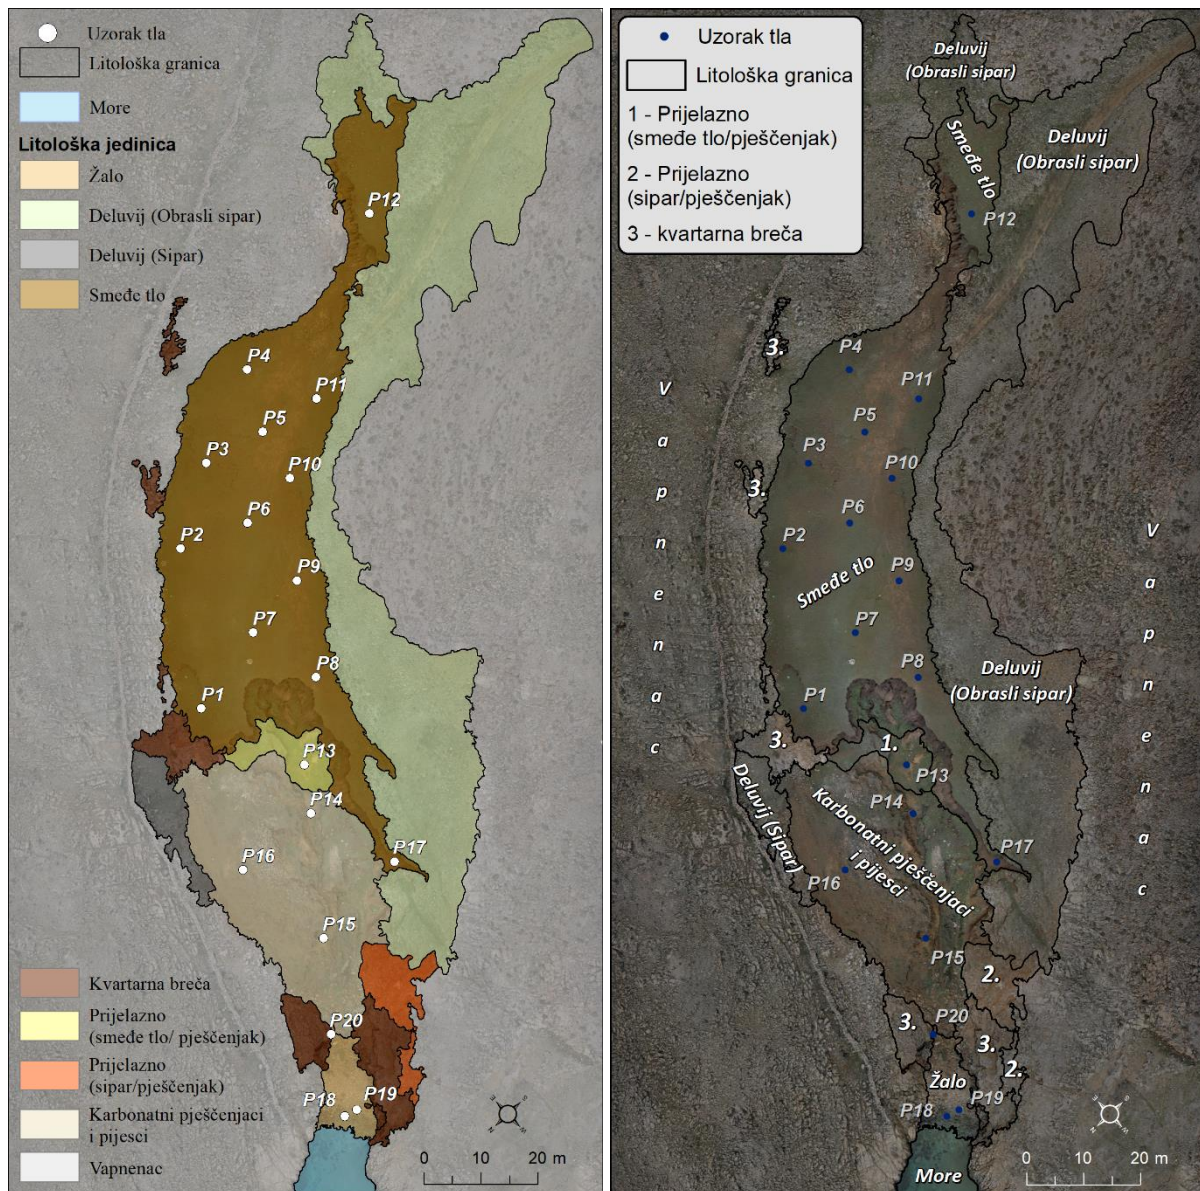 Uzorak tla
Litološka granica
More
Litološka jedinica
Žalo
Deluvij (Obrasli sipar)
Deluvij (Sipar)
Smeđe tlo
P12
P4
P11
P5
P3
P10
P6
P2
P9
P7
P8
P1
P13
P14
P17
P16
P15
P20
P19
P18
Kvartarna breča
Prijelazno
(smeđe tlo/ pješčenjak)
Prijelazno
(sipar/pješčenjak)
Karbonatni pješčenjaci
i pijesci
Vapnenac
0 10 20 m
Uzorak tla
Litološka granica
1 - Prijelazno
(smeđe tlo/pješčenjak)
2 - Prijelazno
(sipar/pješčenjak)
3 - kvartarna breča
Deluvij
(Obrasli sipar)
Smeđe tlo
Deluvij
(Obrasli sipar)
P12
3.
P4
P11
P5
P3
P10
3.
P6
P2
P9
Smeđe tlo
P7
P8
P1
Deluvij
(Obrasli sipar)
Vapnenac
Vapnenac
3.
1.
P13
Deluvij (Sipar)
P14
Karbonatni pješčenjaci
i pijesci
P17
P16
P15
2.
P20
3.
3.
2.
Žalo
P19
P18
More
0 10 20 m